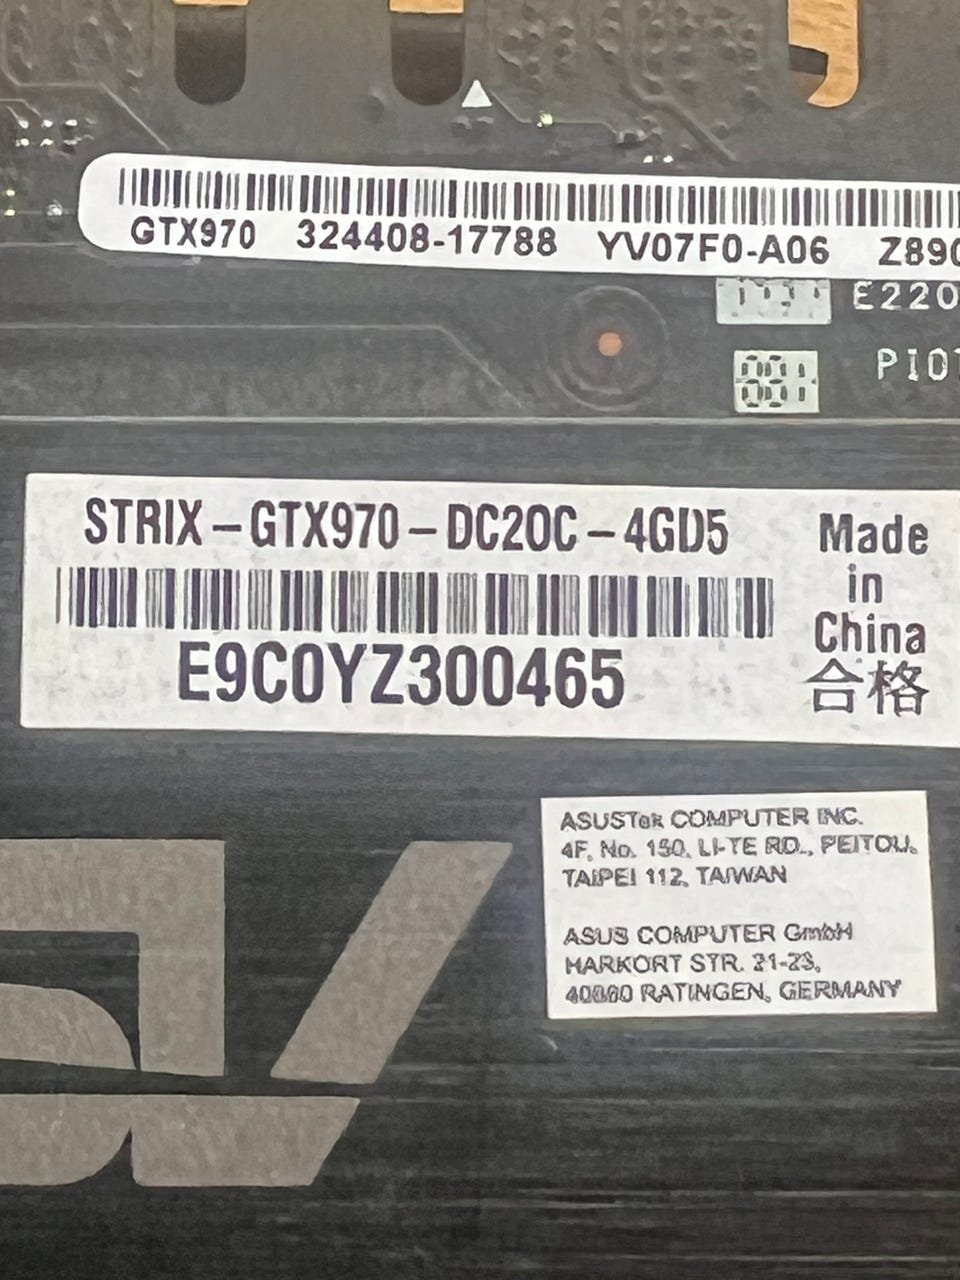 GTX970 324408-17788 YV07F0-A06 Z890
E220
STRIX-GTX970-DC2OC-4GD5
E9C0YZ300465
Made
in
China
合格
ASUSTek COMPUTER INC.
4F, No. 150, LI-TE RD., PEITOU,
TAIPEI 112, TAIWAN
ASUS COMPUTER GmbH
HARKORT STR. 21-23,
40880 RATINGEN, GERMANY